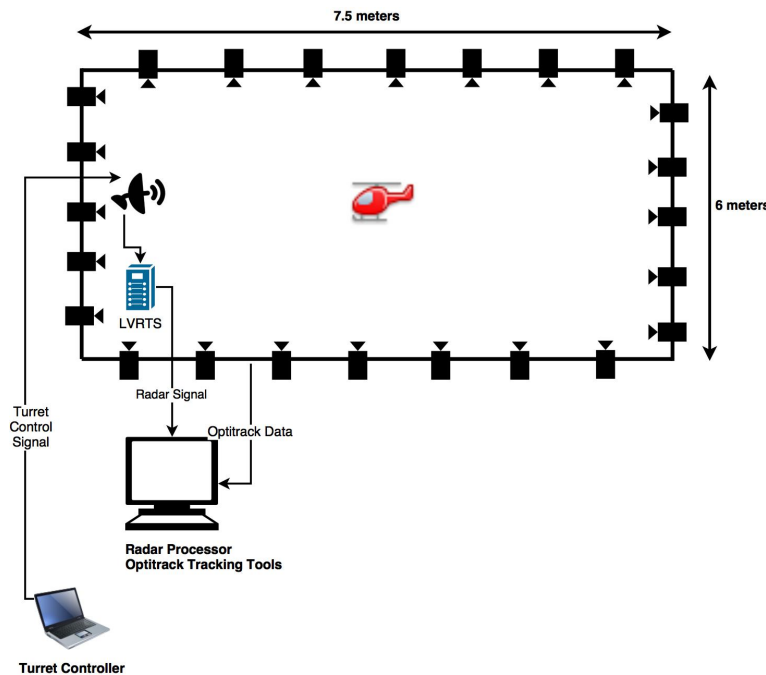 7.5 meters
6 meters
LVRTS
Radar Signal
Turret
Control
Signal
Optitrack Data
Radar Processor
Optitrack Tracking Tools
Turret Controller